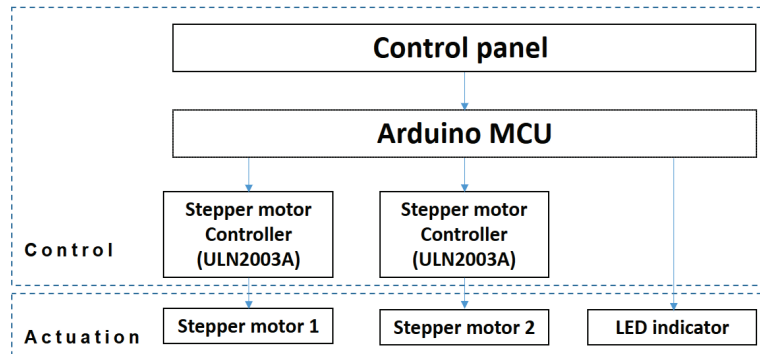 Control panel
Arduino MCU
Stepper motor
Controller
(ULN2003A)
Stepper motor
Controller
(ULN2003A)
Control
Actuation
Stepper motor 1
Stepper motor 2
LED indicator